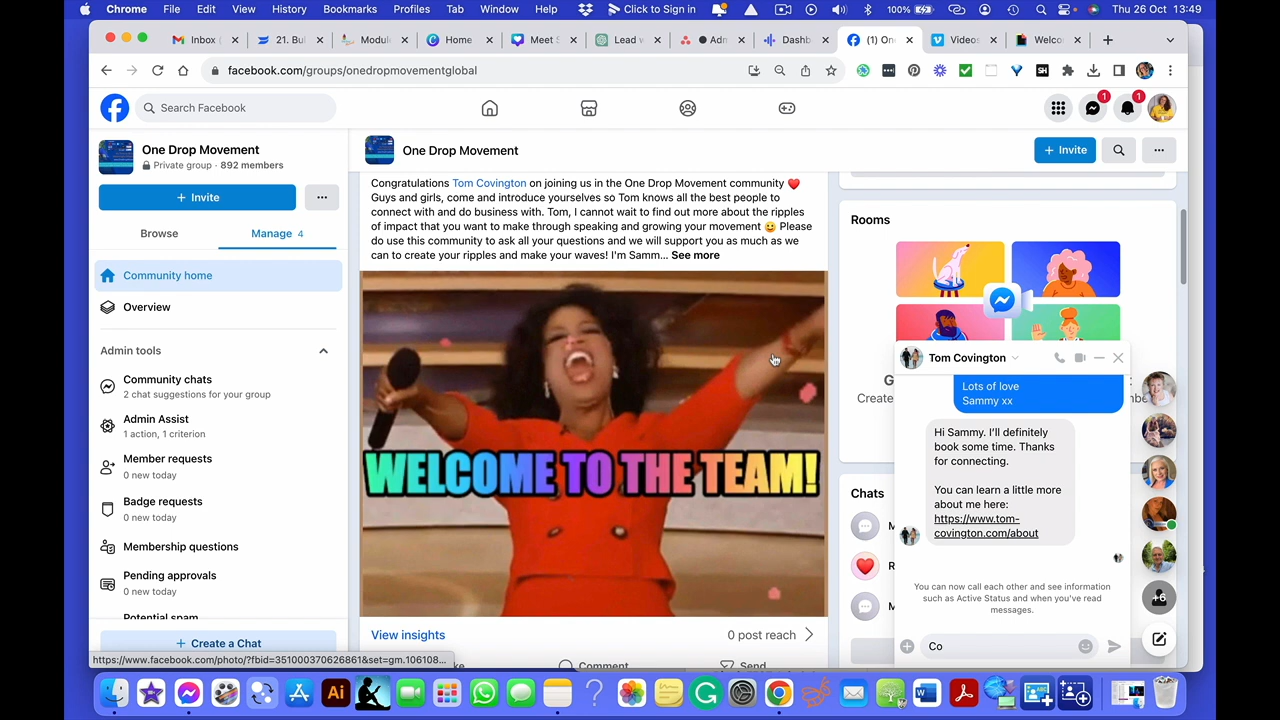 Chrome File Edit View History Bookmarks Profiles Tab Window Help Click to Sign in 100% Thu 26 Oct 13:49
Inbox ( 21. Bui Module Home Meet S Lead v Adm Dashb (1) On Videos Welco
facebook.com/groups/onedropmovementglobal
SH
Search Facebook
1 1
One Drop Movement
Private group · 892 members
+ Invite
...
Browse
Manage 4
Community home
Overview
Admin tools
Community chats
2 chat suggestions for your group
Admin Assist
1 action, 1 criterion
Member requests
0 new today
Badge requests
0 new today
Membership questions
Pending approvals
0 new today
Potential spam
+ Create a Chat
https://www.facebook.com/photo/?fbid=351000370626861&set=gm.106108...
One Drop Movement
+ Invite
...
Congratulations Tom Covington on joining us in the One Drop Movement community ❤️
Guys and girls, come and introduce yourselves so Tom knows all the best people to
connect with and do business with. Tom, I cannot wait to find out more about the ripples
of impact that you want to make through speaking and growing your movement 😀 Please
do use this community to ask all your questions and we will support you as much as we
can to create your ripples and make your waves! I'm Samm... See more
WELCOME TO THE TEAM!
View insights
0 post reach
ke Comment Send
Rooms
G
Create
be
Chats
M
R
M
Tom Covington
Lots of love
Sammy xx
Hi Sammy. I'll definitely
book some time. Thanks
for connecting.
You can learn a little more
about me here:
https://www.tom-
covington.com/about
You can now call each other and see information
such as Active Status and when you've read
messages.
Co
+6
Ai